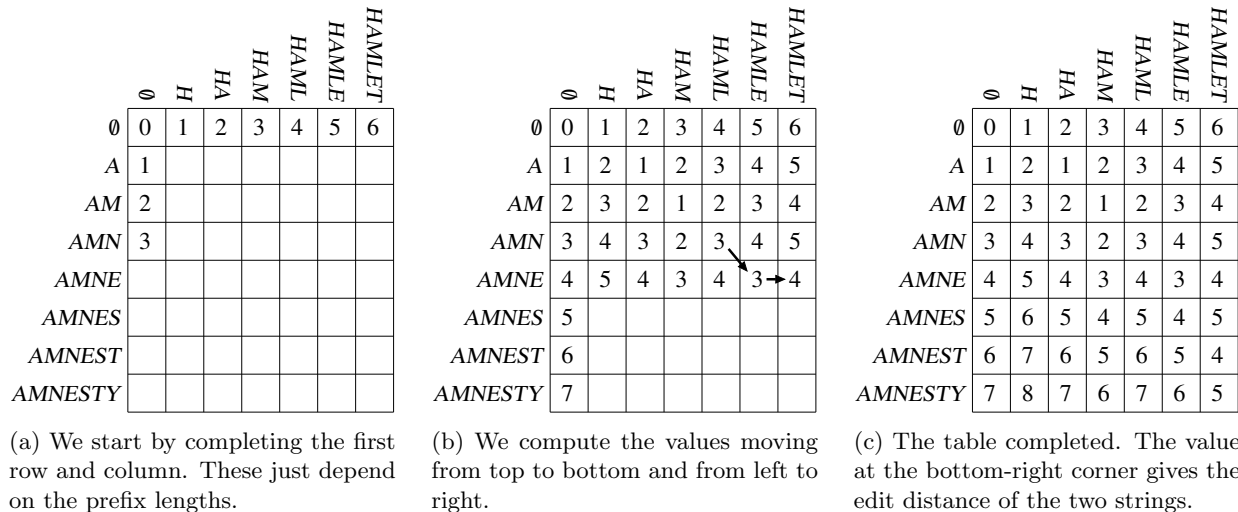 ∅ H HA HAM HAML HAMLE HAMLET
∅ 0 1 2 3 4 5 6
A 1
AM 2
AMN 3
AMNE
AMNES
AMNEST
AMNESTY
(a) We start by completing the first
row and column. These just depend
on the prefix lengths.
∅ H HA HAM HAML HAMLE HAMLET
∅ 0 1 2 3 4 5 6
A 1 2 1 2 3 4 5
AM 2 3 2 1 2 3 4
AMN 3 4 3 2 3 4 5
AMNE 4 5 4 3 4 3 4
AMNES 5
AMNEST 6
AMNESTY 7
(b) We compute the values moving
from top to bottom and from left to
right.
∅ H HA HAM HAML HAMLE HAMLET
∅ 0 1 2 3 4 5 6
A 1 2 1 2 3 4 5
AM 2 3 2 1 2 3 4
AMN 3 4 3 2 3 4 5
AMNE 4 5 4 3 4 3 4
AMNES 5 6 5 4 5 4 5
AMNEST 6 7 6 5 6 5 4
AMNESTY 7 8 7 6 7 6 5
(c) The table completed. The value
at the bottom-right corner gives the
edit distance of the two strings.